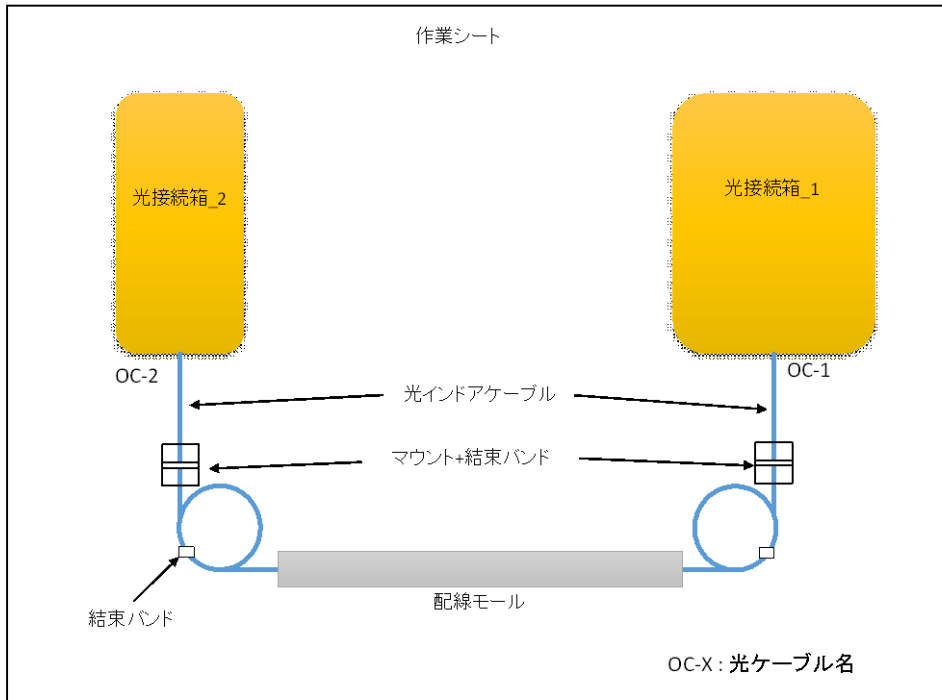 作業シート
光接続箱_2
光接続箱_1
OC-2
OC-1
光インドアケーブル
マウント+結束バンド
配線モール
結束バンド
OC-X : 光ケーブル名